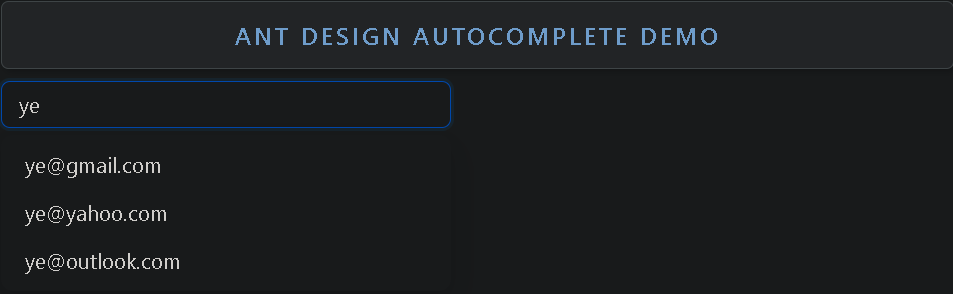 ANT DESIGN AUTOCOMPLETE DEMO
ye
ye@gmail.com
ye@yahoo.com
ye@outlook.com